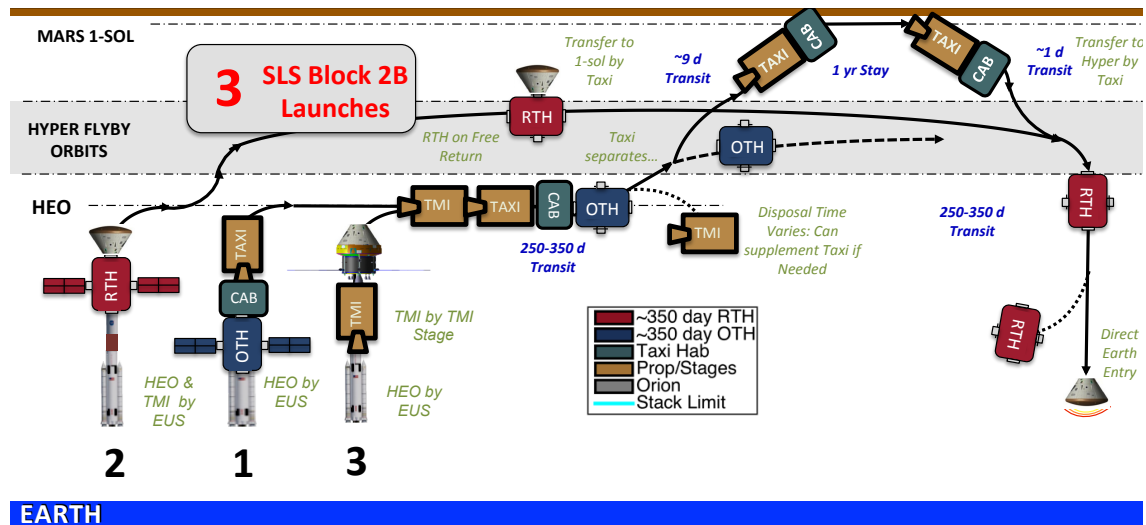 MARS 1-SOL
3
SLS Block 2B
Launches
Transfer to
1-sol by
Taxi
~9 d
Transit
TAXI
CAB
1 yr Stay
TAXI
CAB
~1 d
Transit
Transfer to
Hyper by
Taxi
HYPER FLYBY
ORBITS
RTH
RTH on Free
Return
Taxi
separates…
OTH
HEO
TMI
TAXI
CAB
OTH
TMI
250-350 d
Transit
Disposal Time
Varies: Can
supplement Taxi if
Needed
250-350 d
Transit
RTH
RTH
TAXI
CAB
OTH
TMI
TMI by TMI
Stage
HEO &
TMI by
EUS
HEO by
EUS
HEO by
EUS
~350 day RTH
~350 day OTH
Taxi Hab
Prop/Stages
Orion
Stack Limit
RTH
Direct
Earth
Entry
2
1
3
EARTH